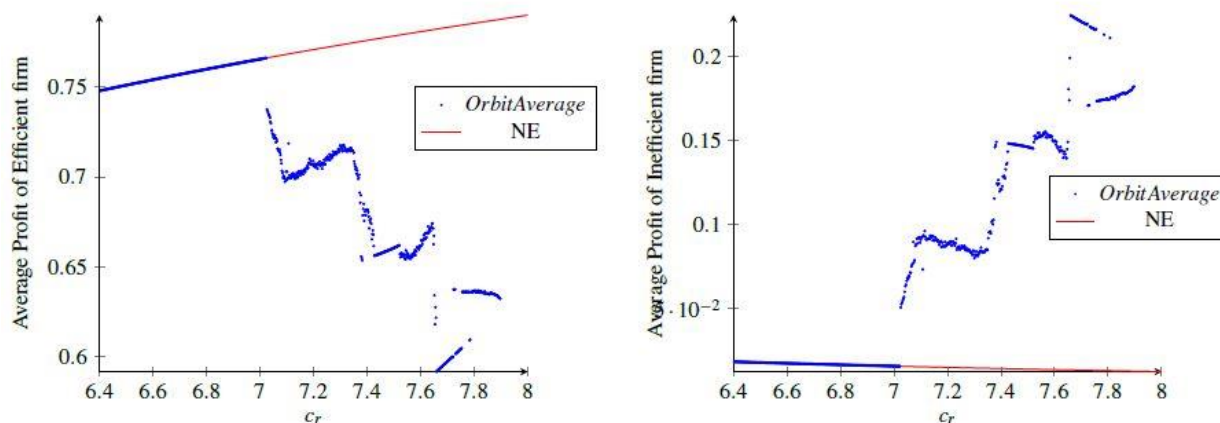 Average Profit of Efficient firm
0.75
0.7
0.65
0.6
6.4 6.6 6.8 7 7.2 7.4 7.6 7.8 8
c_r
OrbitAverage
NE
Average Profit of Inefficient firm
0.2
0.15
0.1
5 · 10⁻²
6.4 6.6 6.8 7 7.2 7.4 7.6 7.8 8
c_r
OrbitAverage
NE